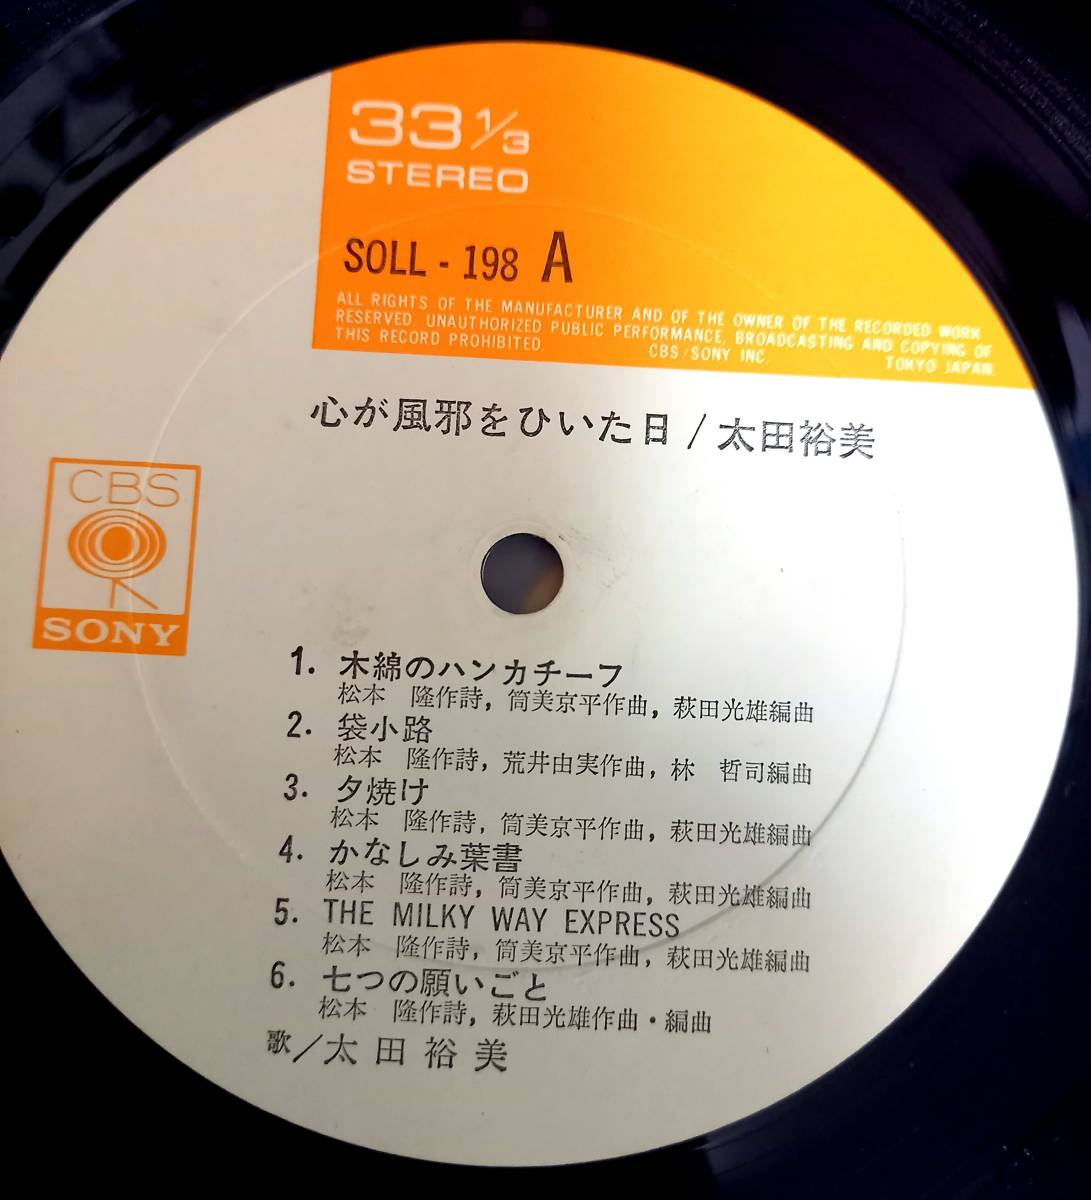 33 1/3
STEREO
SOLL - 198 A
ALL RIGHTS OF THE MANUFACTURER AND OF THE OWNER OF THE RECORDED WORK
RESERVED. UNAUTHORIZED PUBLIC PERFORMANCE, BROADCASTING AND COPYING OF
THIS RECORD PROHIBITED. CBS/SONY INC. TOKYO JAPAN.
心が風邪をひいた日/太田裕美
CBS
SONY
1. 木綿のハンカチーフ
松本 隆作詩, 筒美京平作曲, 萩田光雄編曲
2. 袋小路
松本 隆作詩, 荒井由実作曲, 林 哲司編曲
3. 夕焼け
松本 隆作詩, 筒美京平作曲, 萩田光雄編曲
4. かなしみ葉書
松本 隆作詩, 筒美京平作曲, 萩田光雄編曲
5. THE MILKY WAY EXPRESS
松本 隆作詩, 筒美京平作曲, 萩田光雄編曲
6. 七つの願いごと
松本 隆作詩, 萩田光雄作曲・編曲
歌/太田裕美